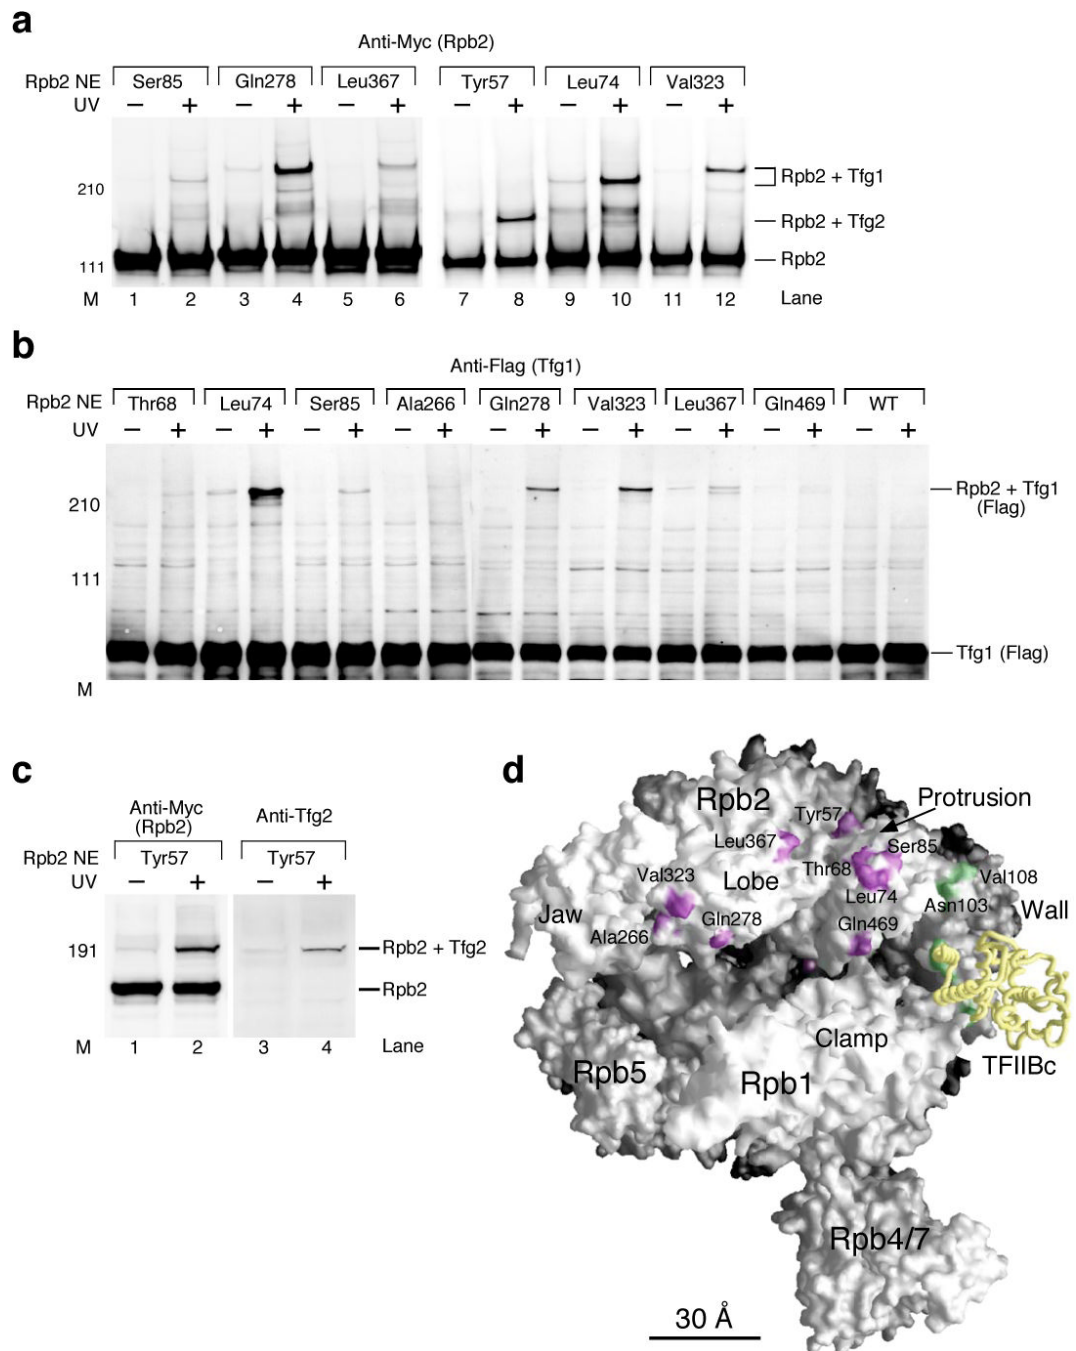 a
Anti-Myc (Rpb2)
Rpb2 NE Ser85 Gln278 Leu367 Tyr57 Leu74 Val323
UV – + – + – + – + – + – +
210
111
Rpb2 + Tfg1
Rpb2 + Tfg2
Rpb2
M 1 2 3 4 5 6 7 8 9 10 11 12 Lane
b
Anti-Flag (Tfg1)
Rpb2 NE Thr68 Leu74 Ser85 Ala266 Gln278 Val323 Leu367 Gln469 WT
UV – + – + – + – + – + – + – + – + – +
210
111
Rpb2 + Tfg1
(Flag)
Tfg1 (Flag)
M
c
Anti-Myc
(Rpb2)
Anti-Tfg2
Rpb2 NE Tyr57 Tyr57
UV – + – +
191
Rpb2 + Tfg2
Rpb2
M 1 2 3 4 Lane
d
Rpb2
Tyr57
Protrusion
Leu367
Ser85
Thr68
Val323
Lobe
Val108
Leu74
Asn103
Jaw
Gln278
Wall
Ala266
Gln469
Clamp
TFIIBc
Rpb5
Rpb1
Rpb4/7
30 Å